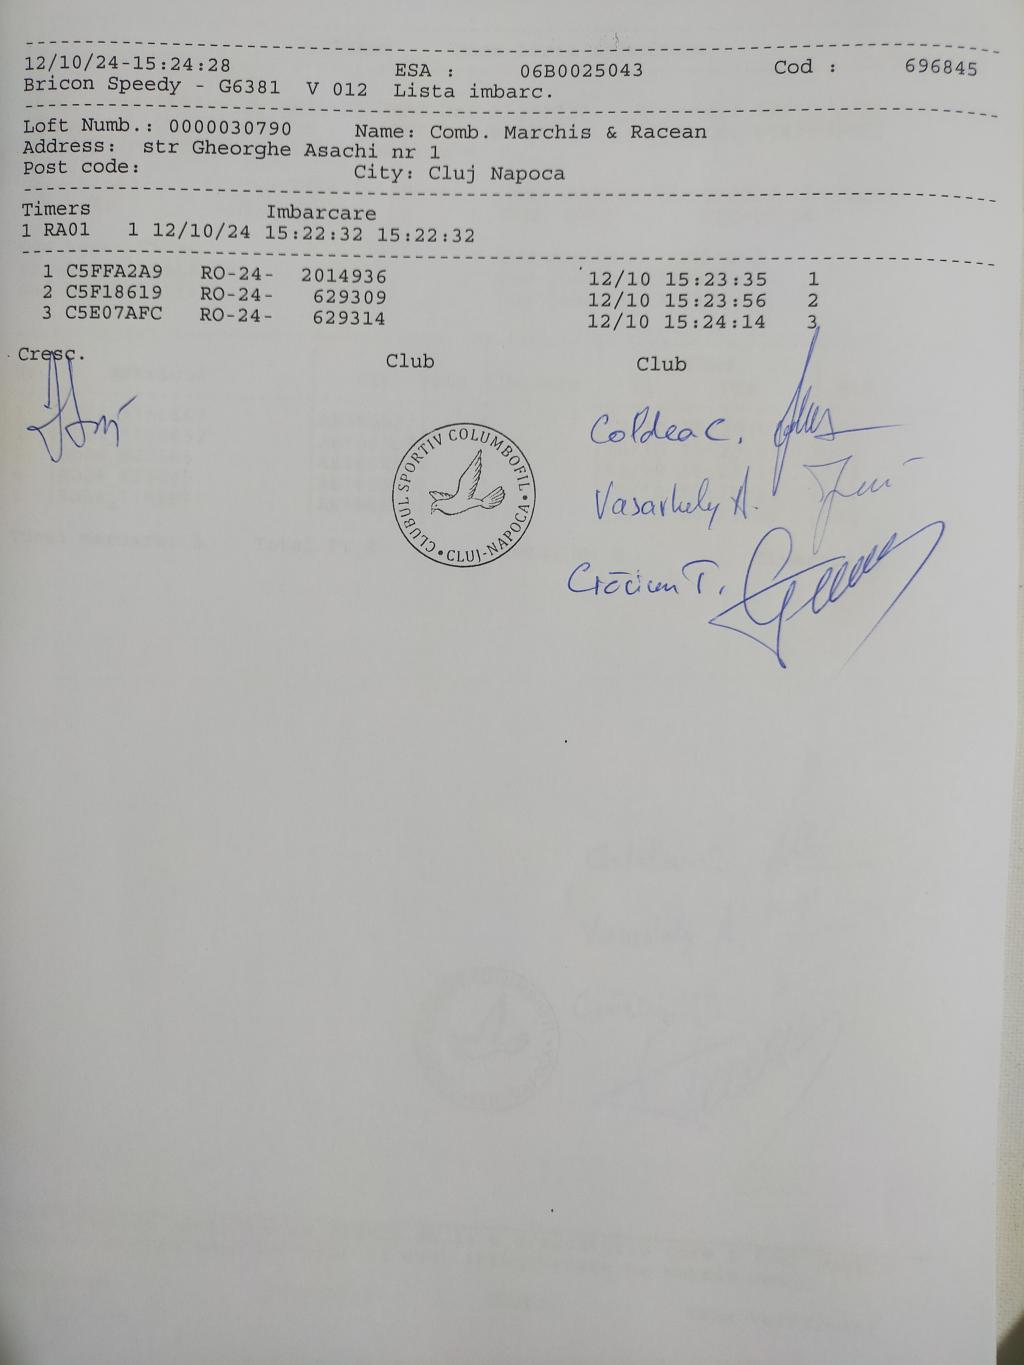 12/10/24-15:24:28 ESA : 06B0025043 Cod : 696845
Bricon Speedy - G6381 V 012 Lista imbarc.
Loft Numb.: 0000030790 Name: Comb. Marchis & Racean
Address: str Gheorghe Asachi nr 1
Post code: City: Cluj Napoca
Timers Imbarcare
1 RA01 1 12/10/24 15:22:32 15:22:32
1 C5FFA2A9 RO-24- 2014936 12/10 15:23:35 1
2 C5F18619 RO-24- 629309 12/10 15:23:56 2
3 C5E07AFC RO-24- 629314 12/10 15:24:14 3
Cresc. Club Club
Coldea C.
CLUBUL SPORTIV COLUMBOFIL • CLUJ-NAPOCA •
Vasarhely A.
T.